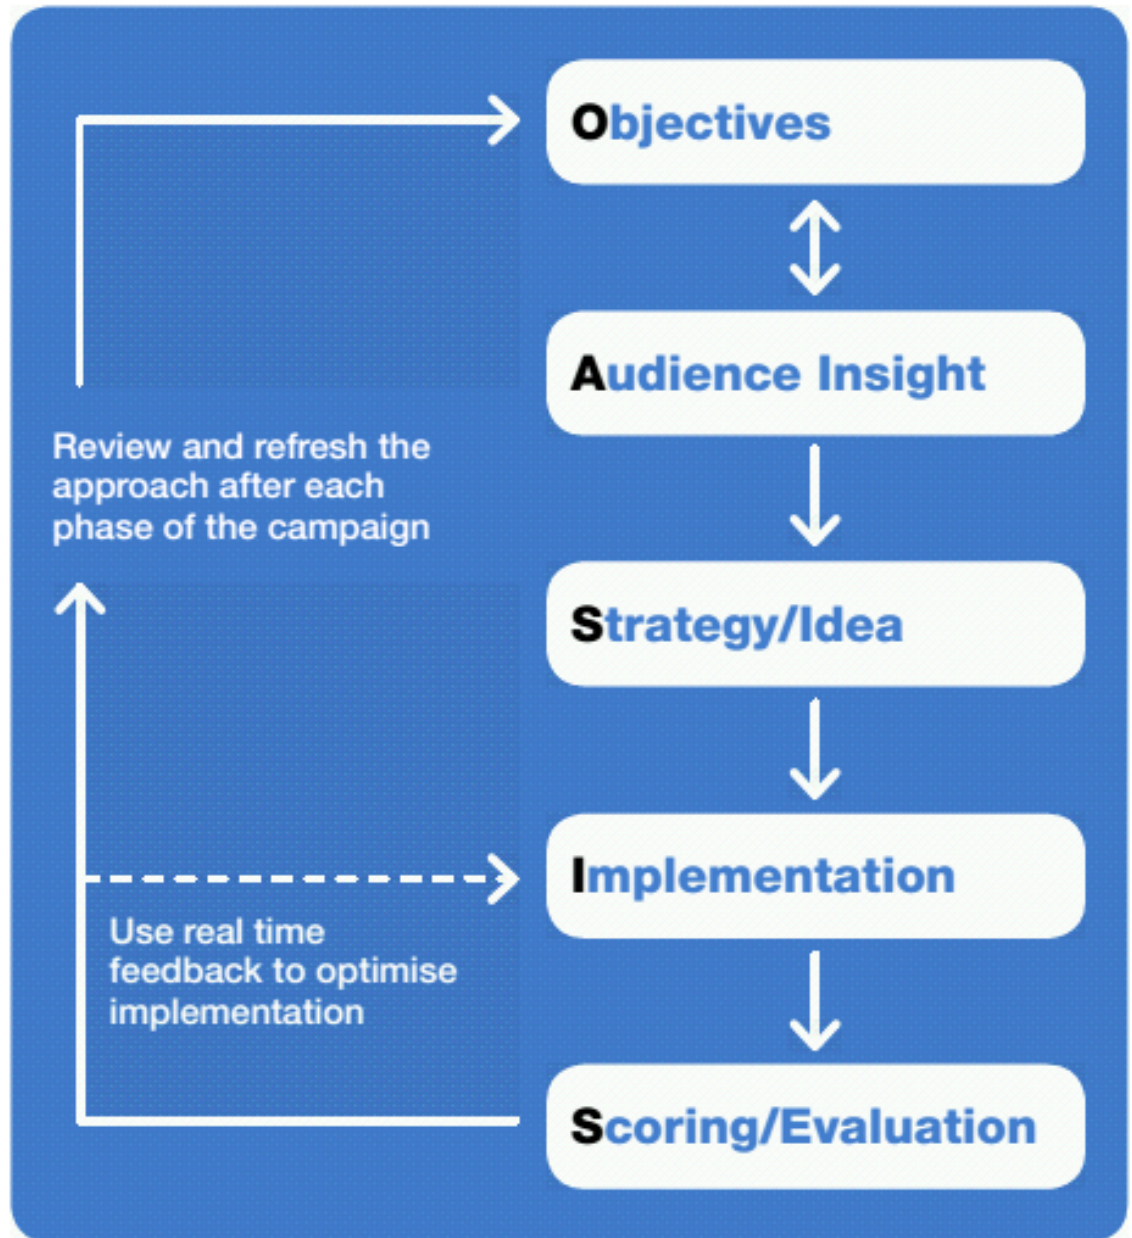 Objectives
Audience Insight
Review and refresh the
approach after each
phase of the campaign
Strategy/Idea
Implementation
Use real time
feedback to optimise
implementation
Scoring/Evaluation